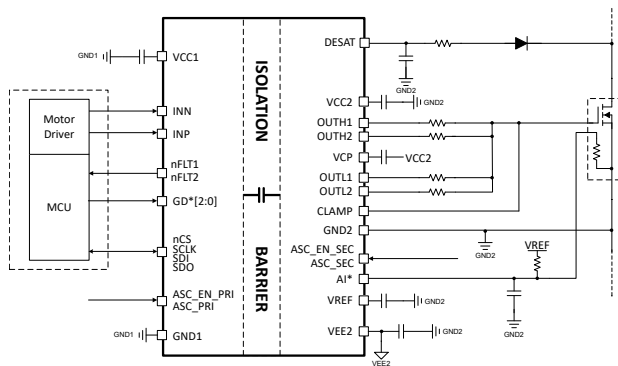 DESAT
GND1
VCC1
GND2
ISOLATION
VCC2
GND2
Motor
Driver
INN
INP
OUTH1
OUTH2
VCP
VCC2
nFLT1
nFLT2
OUTL1
OUTL2
MCU
GD*[2:0]
CLAMP
GND2
GND2
nCS
SCLK
SDI
SDO
BARRIER
ASC_EN_SEC
ASC_SEC
VREF
AI*
ASC_EN_PRI
ASC_PRI
VREF
GND2
GND2
GND1
GND1
VEE2
GND2
VEE2